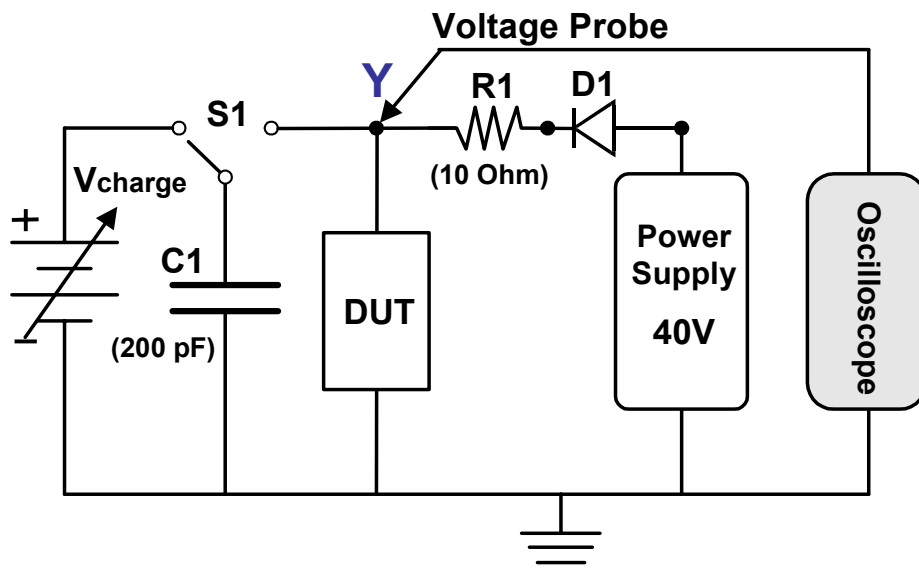 Voltage Probe
Y
R1
D1
S1
(10 Ohm)
Vcharge
+
C1
Power
Supply
40V
DUT
Oscilloscope
(200 pF)
-